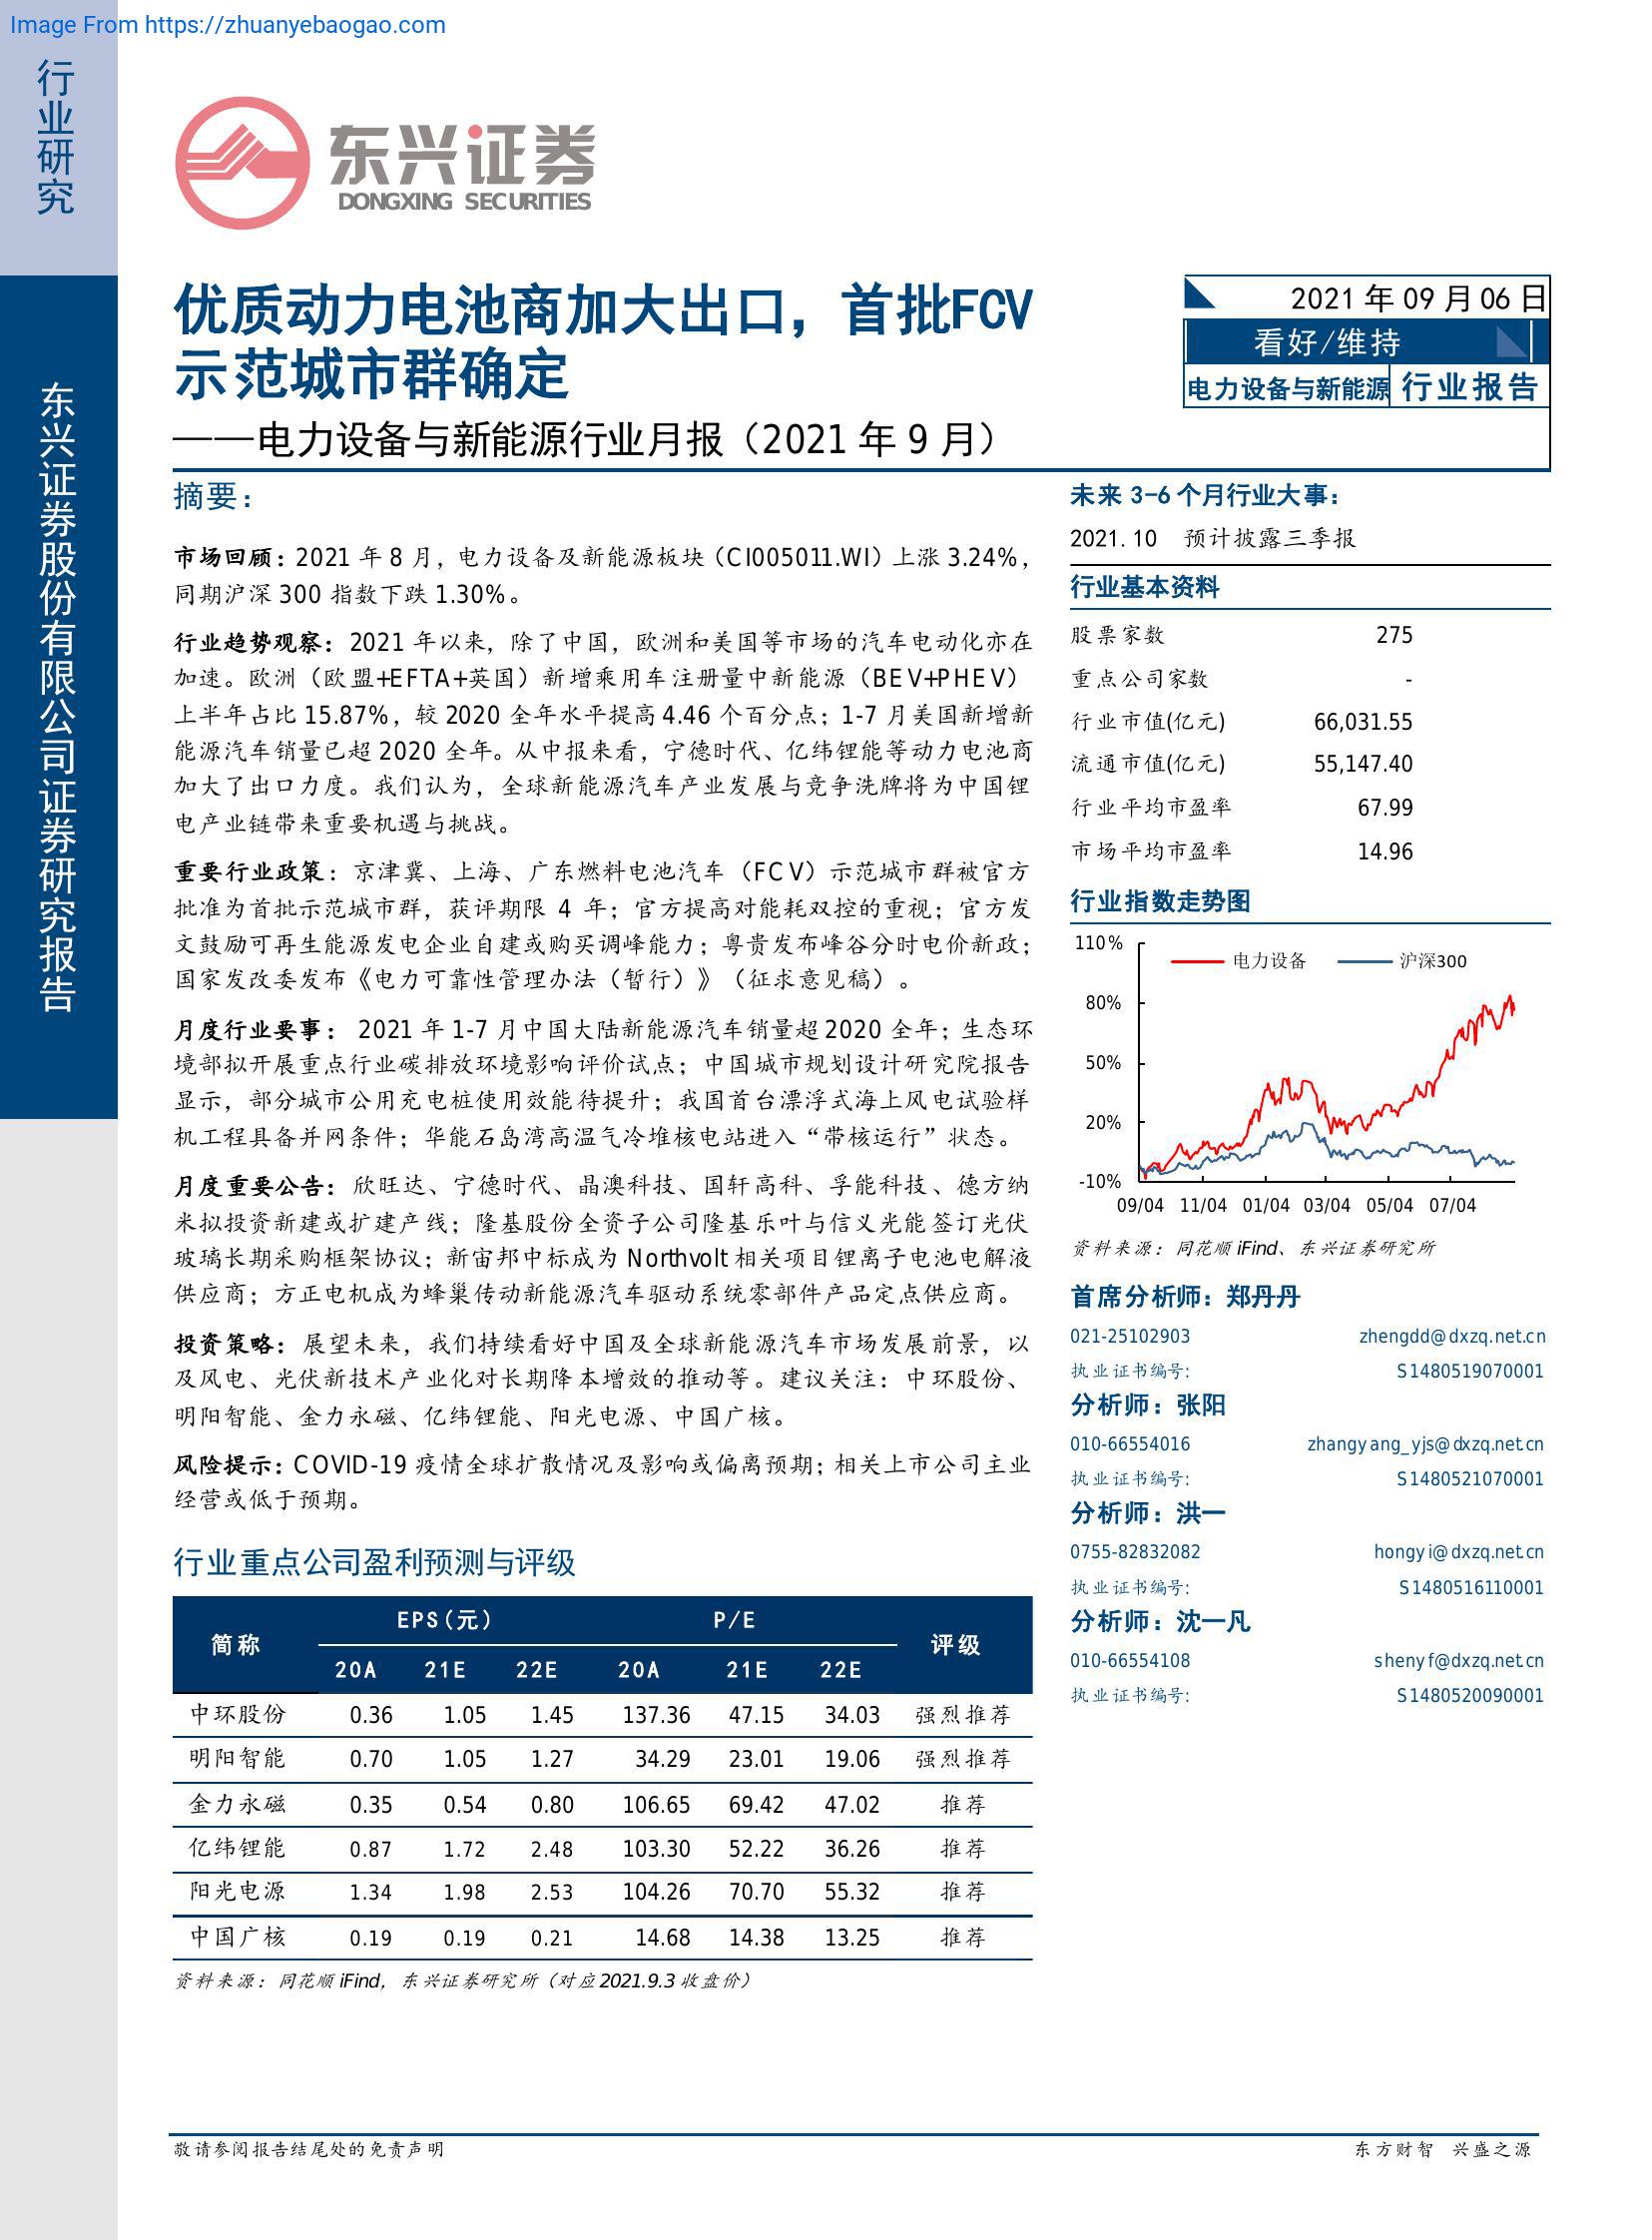 Image From https://zhuanyebaogao.com
行业研究
东兴证券股份有限公司证券研究报告
东兴证券
DONGXING SECURITIES
优质动力电池商加大出口，首批FCV
示范城市群确定
——电力设备与新能源行业月报（2021 年 9 月）
2021 年 09 月 06 日
看好/维持
电力设备与新能源 行业报告
摘要：
市场回顾：2021 年 8 月，电力设备及新能源板块（CI005011.WI）上涨 3.24%，
同期沪深 300 指数下跌 1.30%。
行业趋势观察：2021 年以来，除了中国，欧洲和美国等市场的汽车电动化亦在
加速。欧洲（欧盟+EFTA+英国）新增乘用车注册量中新能源（BEV+PHEV）
上半年占比 15.87%，较 2020 全年水平提高 4.46 个百分点；1-7 月美国新增新
能源汽车销量已超 2020 全年。从中报来看，宁德时代、亿纬锂能等动力电池商
加大了出口力度。我们认为，全球新能源汽车产业发展与竞争洗牌将为中国锂
电产业链带来重要机遇与挑战。
重要行业政策：京津冀、上海、广东燃料电池汽车（FCV）示范城市群被官方
批准为首批示范城市群，获评期限 4 年；官方提高对能耗双控的重视；官方发
文鼓励可再生能源发电企业自建或购买调峰能力；粤贵发布峰谷分时电价新政；
国家发改委发布《电力可靠性管理办法（暂行）》（征求意见稿）。
月度行业要事： 2021 年 1-7 月中国大陆新能源汽车销量超 2020 全年；生态环
境部拟开展重点行业碳排放环境影响评价试点；中国城市规划设计研究院报告
显示，部分城市公用充电桩使用效能待提升；我国首台漂浮式海上风电试验样
机工程具备并网条件；华能石岛湾高温气冷堆核电站进入“带核运行”状态。
月度重要公告：欣旺达、宁德时代、晶澳科技、国轩高科、孚能科技、德方纳
米拟投资新建或扩建产线；隆基股份全资子公司隆基乐叶与信义光能签订光伏
玻璃长期采购框架协议；新宙邦中标成为 Northvolt 相关项目锂离子电池电解液
供应商；方正电机成为蜂巢传动新能源汽车驱动系统零部件产品定点供应商。
投资策略：展望未来，我们持续看好中国及全球新能源汽车市场发展前景，以
及风电、光伏新技术产业化对长期降本增效的推动等。建议关注：中环股份、
明阳智能、金力永磁、亿纬锂能、阳光电源、中国广核。
风险提示：COVID-19 疫情全球扩散情况及影响或偏离预期；相关上市公司主业
经营或低于预期。
行业重点公司盈利预测与评级
简称 EPS(元) P/E 评级
20A 21E 22E 20A 21E 22E
中环股份 0.36 1.05 1.45 137.36 47.15 34.03 强烈推荐
明阳智能 0.70 1.05 1.27 34.29 23.01 19.06 强烈推荐
金力永磁 0.35 0.54 0.80 106.65 69.42 47.02 推荐
亿纬锂能 0.87 1.72 2.48 103.30 52.22 36.26 推荐
阳光电源 1.34 1.98 2.53 104.26 70.70 55.32 推荐
中国广核 0.19 0.19 0.21 14.68 14.38 13.25 推荐
资料来源：同花顺 iFind，东兴证券研究所（对应 2021.9.3 收盘价）
未来 3-6 个月行业大事：
2021.10 预计披露三季报
行业基本资料
股票家数 275
重点公司家数 -
行业市值(亿元) 66,031.55
流通市值(亿元) 55,147.40
行业平均市盈率 67.99
市场平均市盈率 14.96
行业指数走势图
电力设备 沪深300
110%
80%
50%
20%
-10%
09/04 11/04 01/04 03/04 05/04 07/04
资料来源：同花顺 iFind、东兴证券研究所
首席分析师：郑丹丹
021-25102903 zhengdd@dxzq.net.cn
执业证书编号: S1480519070001
分析师：张阳
010-66554016 zhangyang_yjs@dxzq.net.cn
执业证书编号: S1480521070001
分析师：洪一
0755-82832082 hongyi@dxzq.net.cn
执业证书编号: S1480516110001
分析师：沈一凡
010-66554108 shenyf@dxzq.net.cn
执业证书编号: S1480520090001
敬请参阅报告结尾处的免责声明
东方财智 兴盛之源